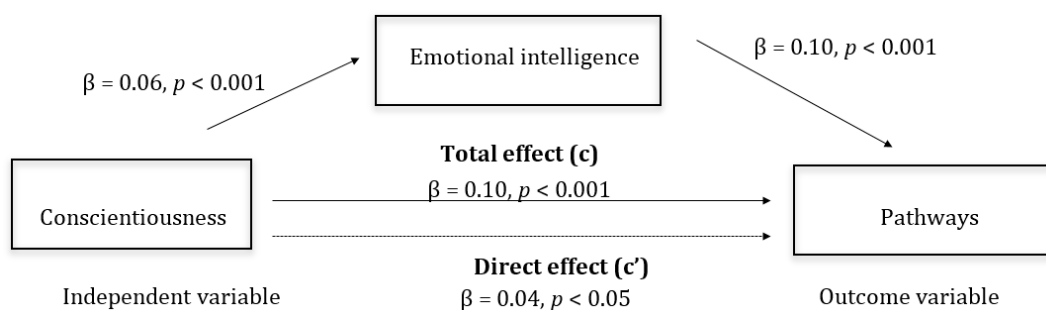 Emotional intelligence
β = 0.10, p < 0.001
β = 0.06, p < 0.001
Total effect (c)
β = 0.10, p < 0.001
Conscientiousness
Pathways
Direct effect (c’)
β = 0.04, p < 0.05
Independent variable
Outcome variable